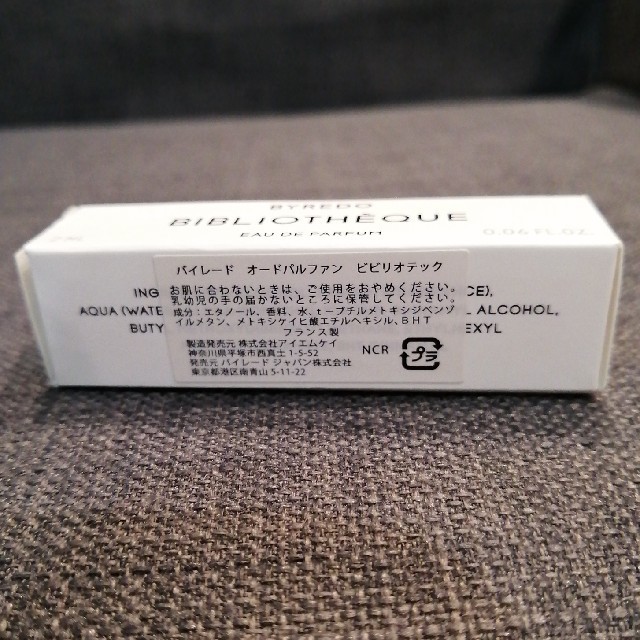 BYREDO
BIBLIOTHÈQUE
EAU DE PARFUM 0.06 FL.OZ.
バイレード オードパルファン ビビリオテック
お肌に合わないときは、ご使用をおやめください。
乳幼児の手の届かないところに保管してください。
成分:エタノール、香料、水、t-ブチルメトキシジベンゾ
イルメタン、メトキシケイヒ酸エチルヘキシル、BHT
フランス製
製造発売元 株式会社アイエムケイ
神奈川県平塚市西真土1-5-52
発売元 バイレード ジャパン株式会社
東京都港区南青山5-11-22
NCR プラ
ING CE),
AQUA (WATE L ALCOHOL,
BUTY YLHEXYL